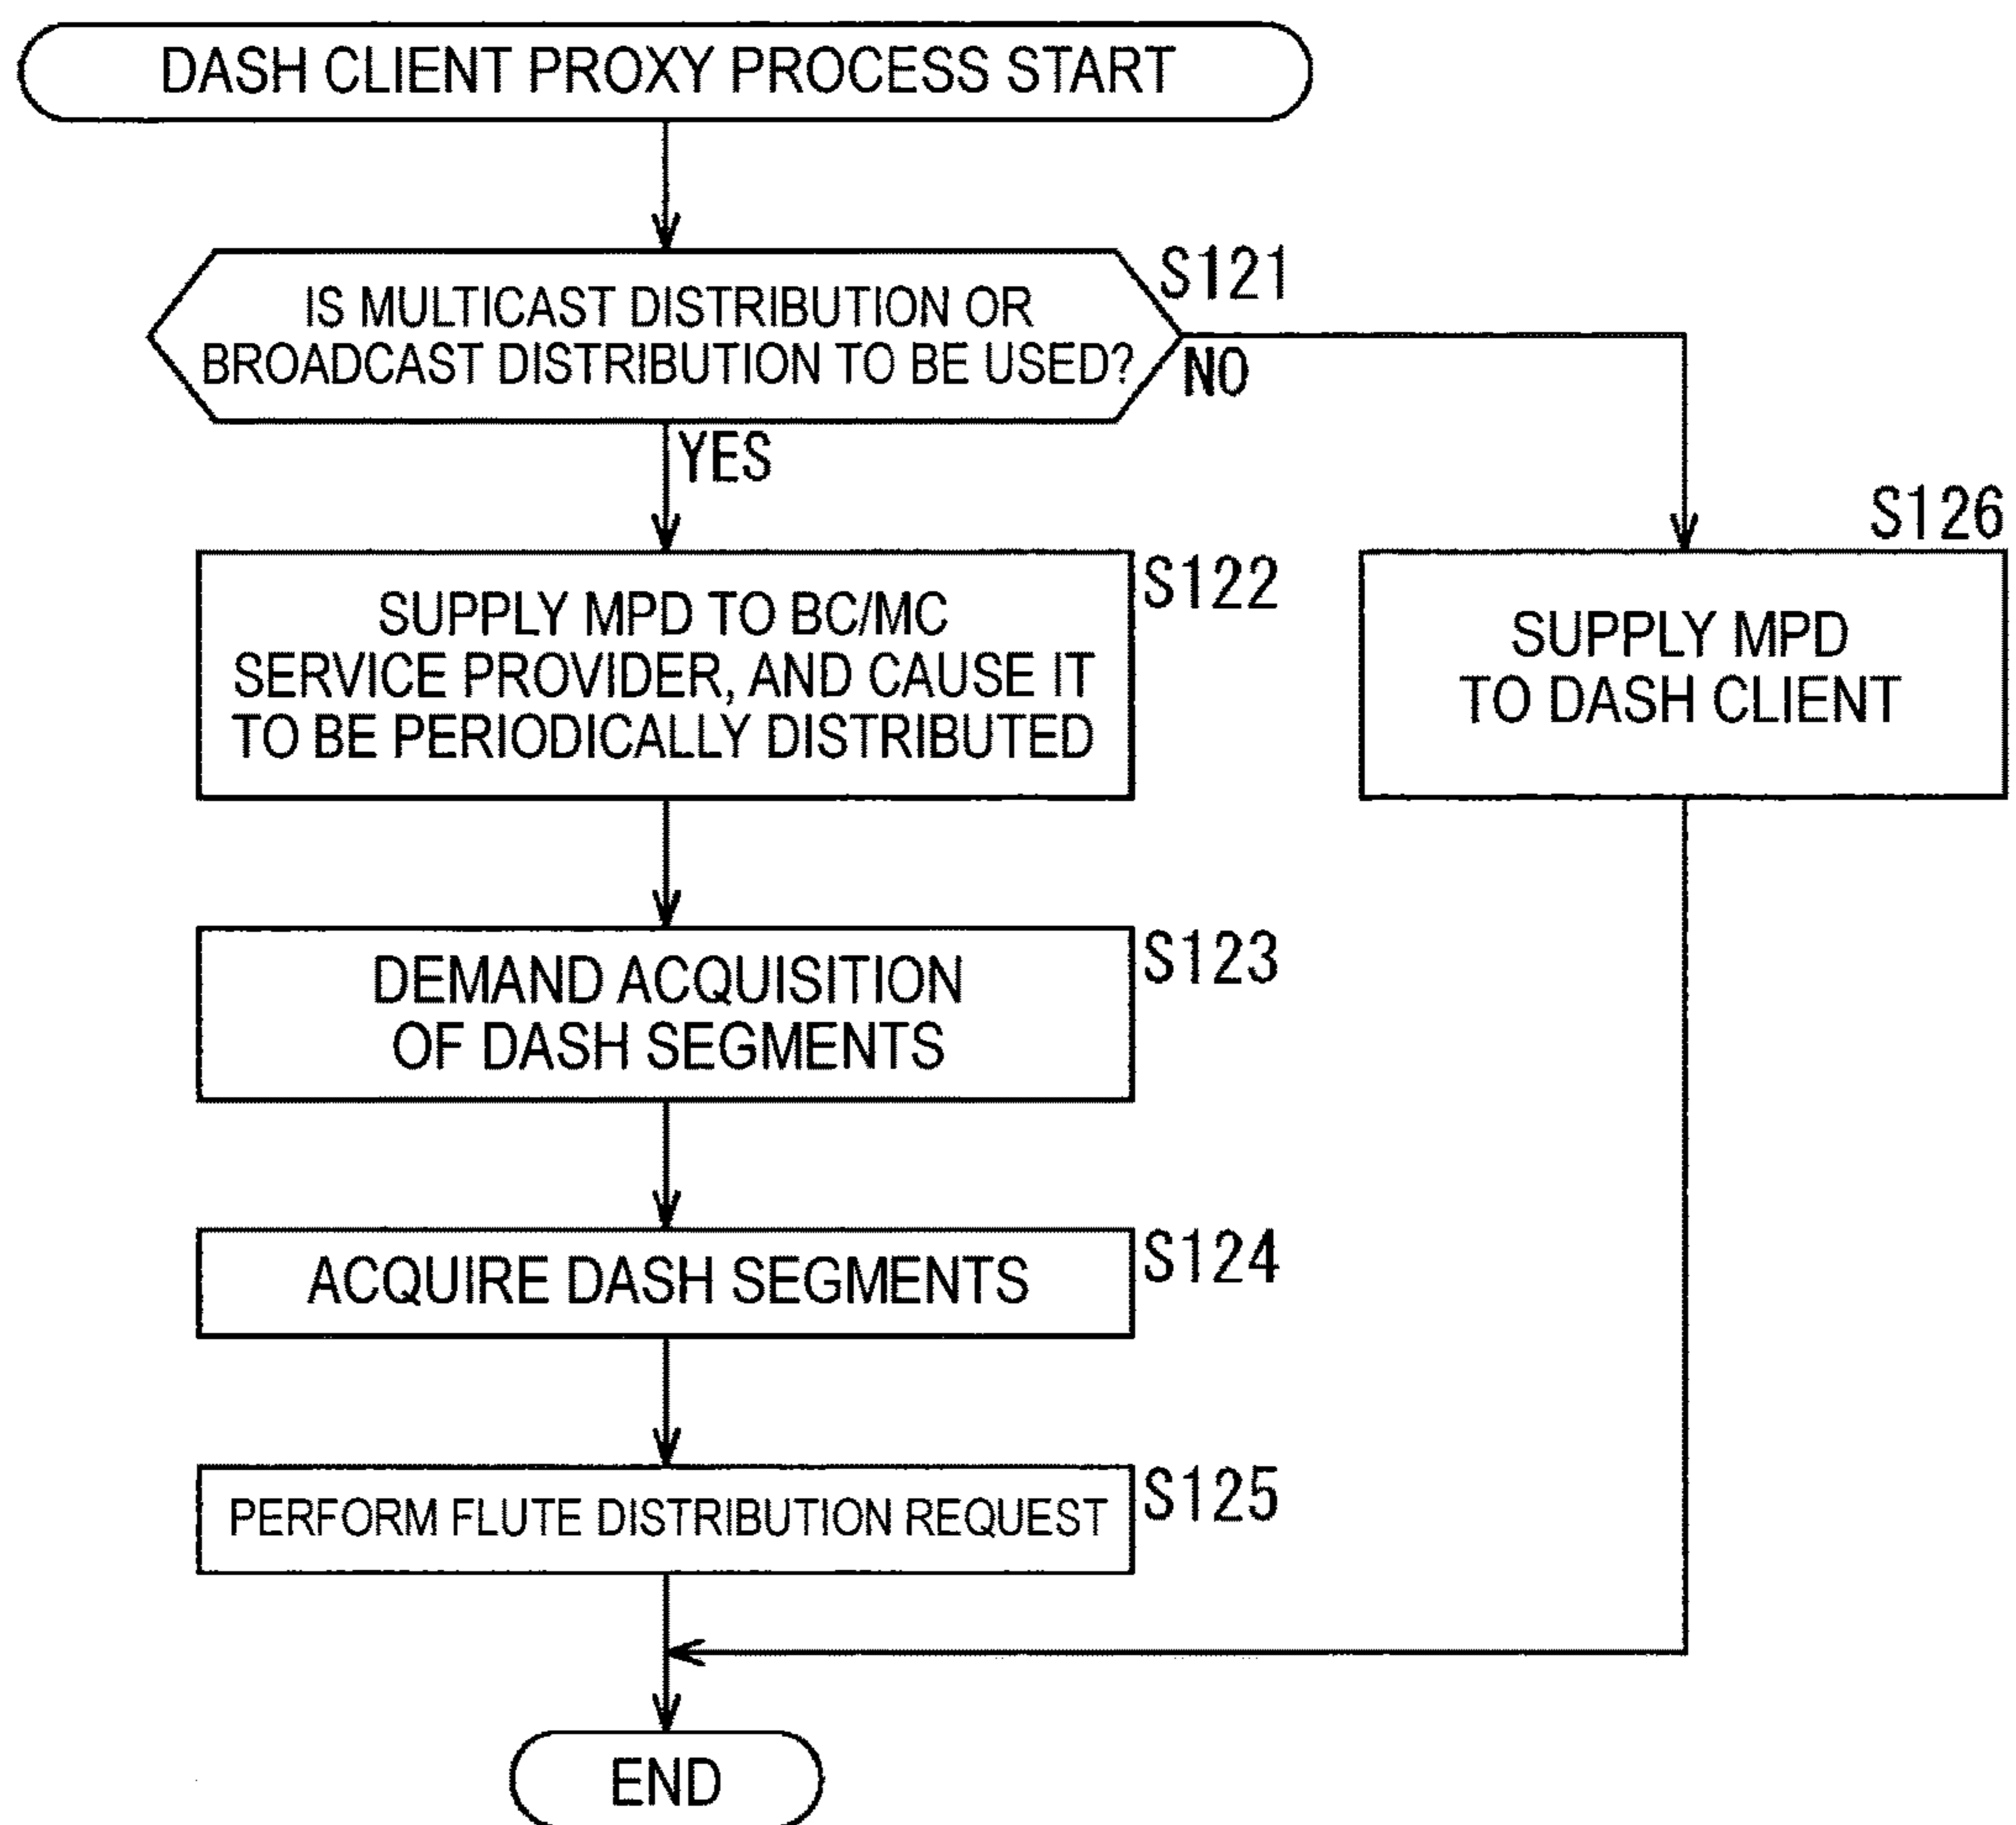 DASH CLIENT PROXY PROCESS START
S121
IS MULTICAST DISTRIBUTION OR
BROADCAST DISTRIBUTION TO BE USED?
NO
YES
S122
SUPPLY MPD TO BC/MC
SERVICE PROVIDER, AND CAUSE IT
TO BE PERIODICALLY DISTRIBUTED
S126
SUPPLY MPD
TO DASH CLIENT
S123
DEMAND ACQUISITION
OF DASH SEGMENTS
S124
ACQUIRE DASH SEGMENTS
S125
PERFORM FLUTE DISTRIBUTION REQUEST
END